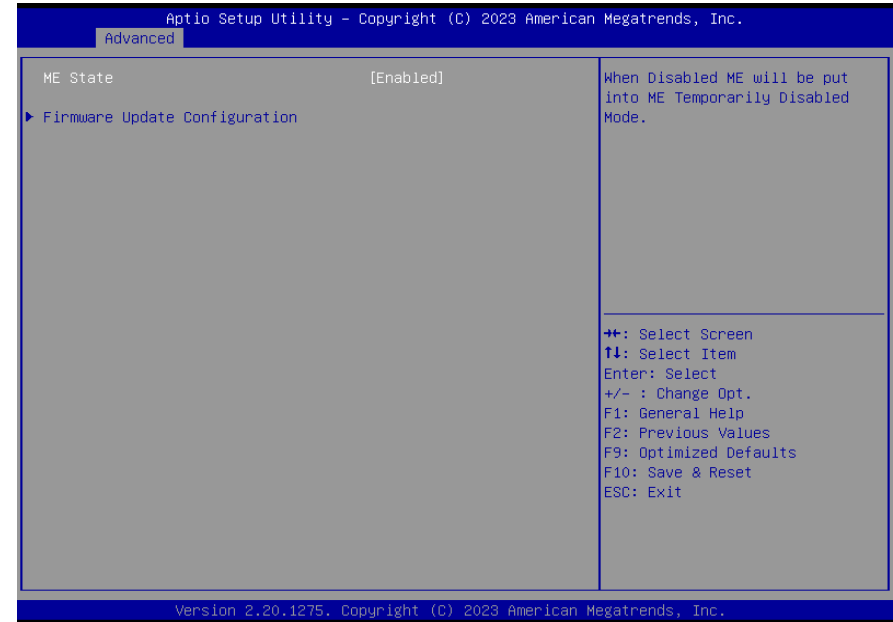 Aptio Setup Utility – Copyright (C) 2023 American Megatrends, Inc.
Advanced
ME State [Enabled]
▶ Firmware Update Configuration
When Disabled ME will be put
into ME Temporarily Disabled
Mode.
→←: Select Screen
↑↓: Select Item
Enter: Select
+/- : Change Opt.
F1: General Help
F2: Previous Values
F9: Optimized Defaults
F10: Save & Reset
ESC: Exit
Version 2.20.1275. Copyright (C) 2023 American Megatrends, Inc.